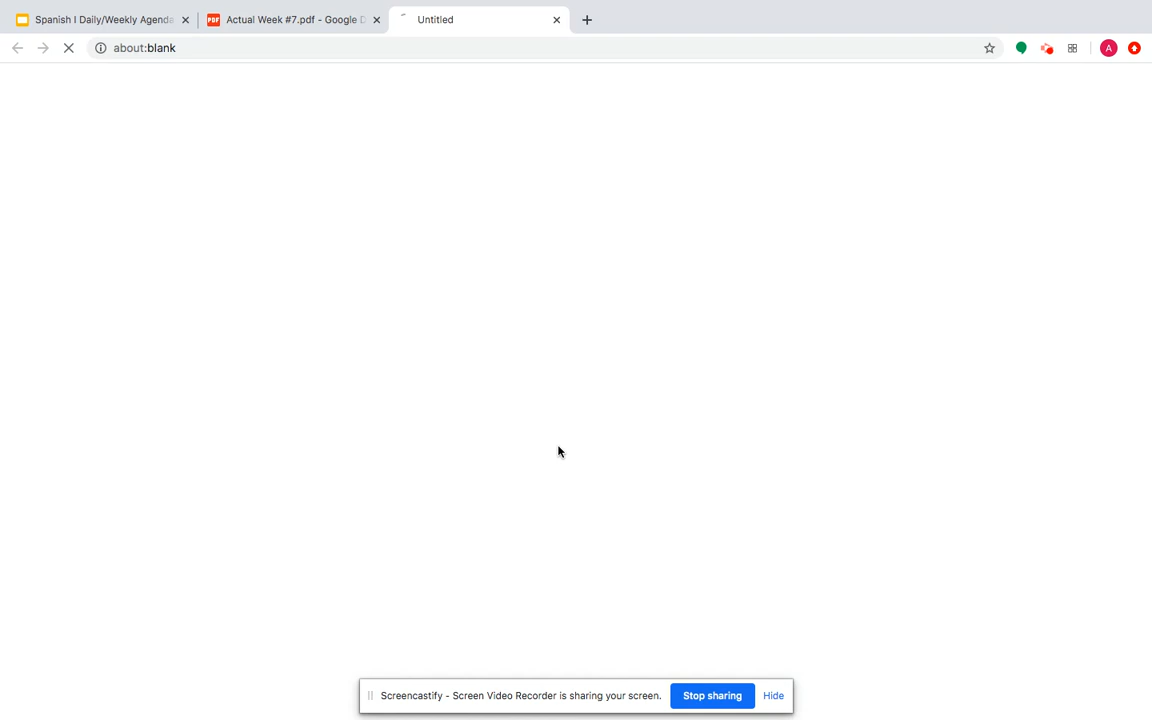 Spanish I Daily/Weekly Agenda
PDF Actual Week #7.pdf - Google D
Untitled
about:blank
A
Screencastify - Screen Video Recorder is sharing your screen. Stop sharing Hide